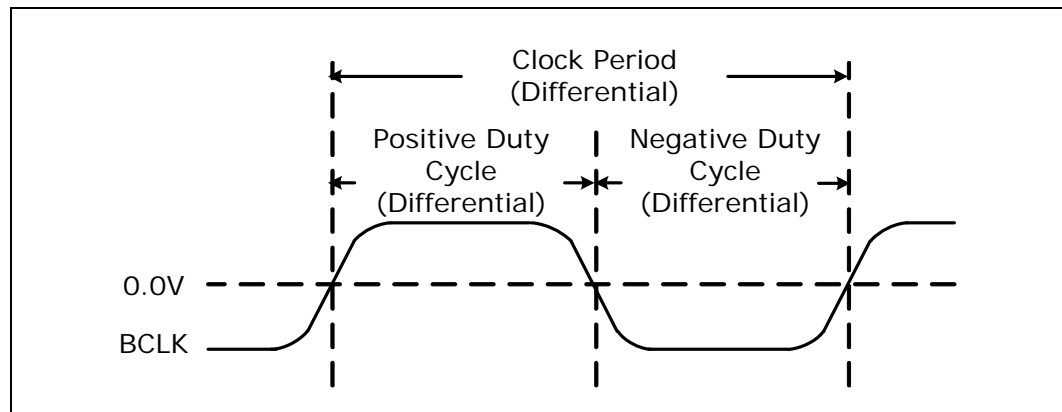 Clock Period
(Differential)
Positive Duty
Cycle
(Differential)
Negative Duty
Cycle
(Differential)
0.0V
BCLK